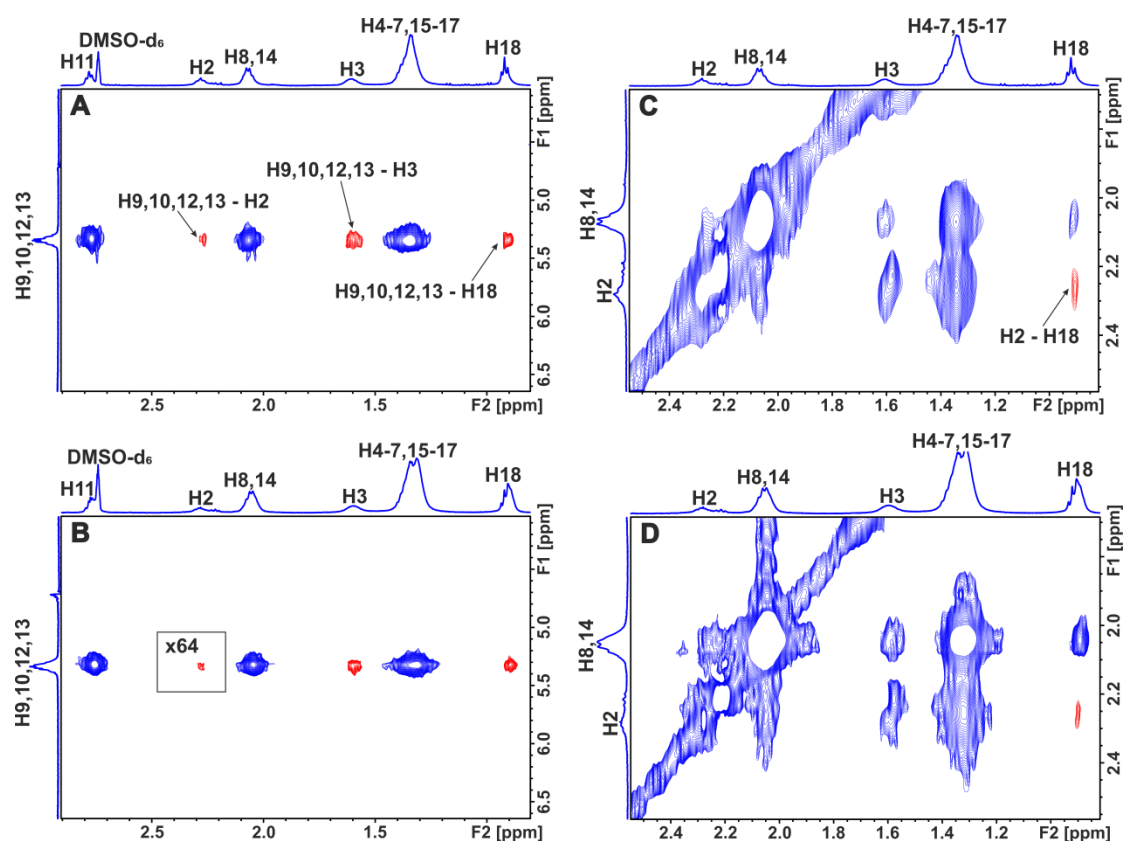 DMSO-d₆
H11
H2
H8,14
H3
H4-7,15-17
H18
A
H9,10,12,13 - H2
H9,10,12,13 - H3
H9,10,12,13 - H18
H9,10,12,13
F1 [ppm]
5.0
5.5
6.0
6.5
2.5
2.0
1.5
F2 [ppm]
H2
H8,14
H3
H4-7,15-17
H18
C
H2 - H18
H8,14
H2
F1 [ppm]
2.0
2.2
2.4
2.4
2.2
2.0
1.8
1.6
1.4
1.2
F2 [ppm]
DMSO-d₆
H11
H2
H8,14
H3
H4-7,15-17
H18
B
x64
H9,10,12,13
F1 [ppm]
5.0
5.5
6.0
6.5
2.5
2.0
1.5
F2 [ppm]
H2
H8,14
H3
H4-7,15-17
H18
D
H8,14
H2
F1 [ppm]
2.0
2.2
2.4
2.4
2.2
2.0
1.8
1.6
1.4
1.2
F2 [ppm]